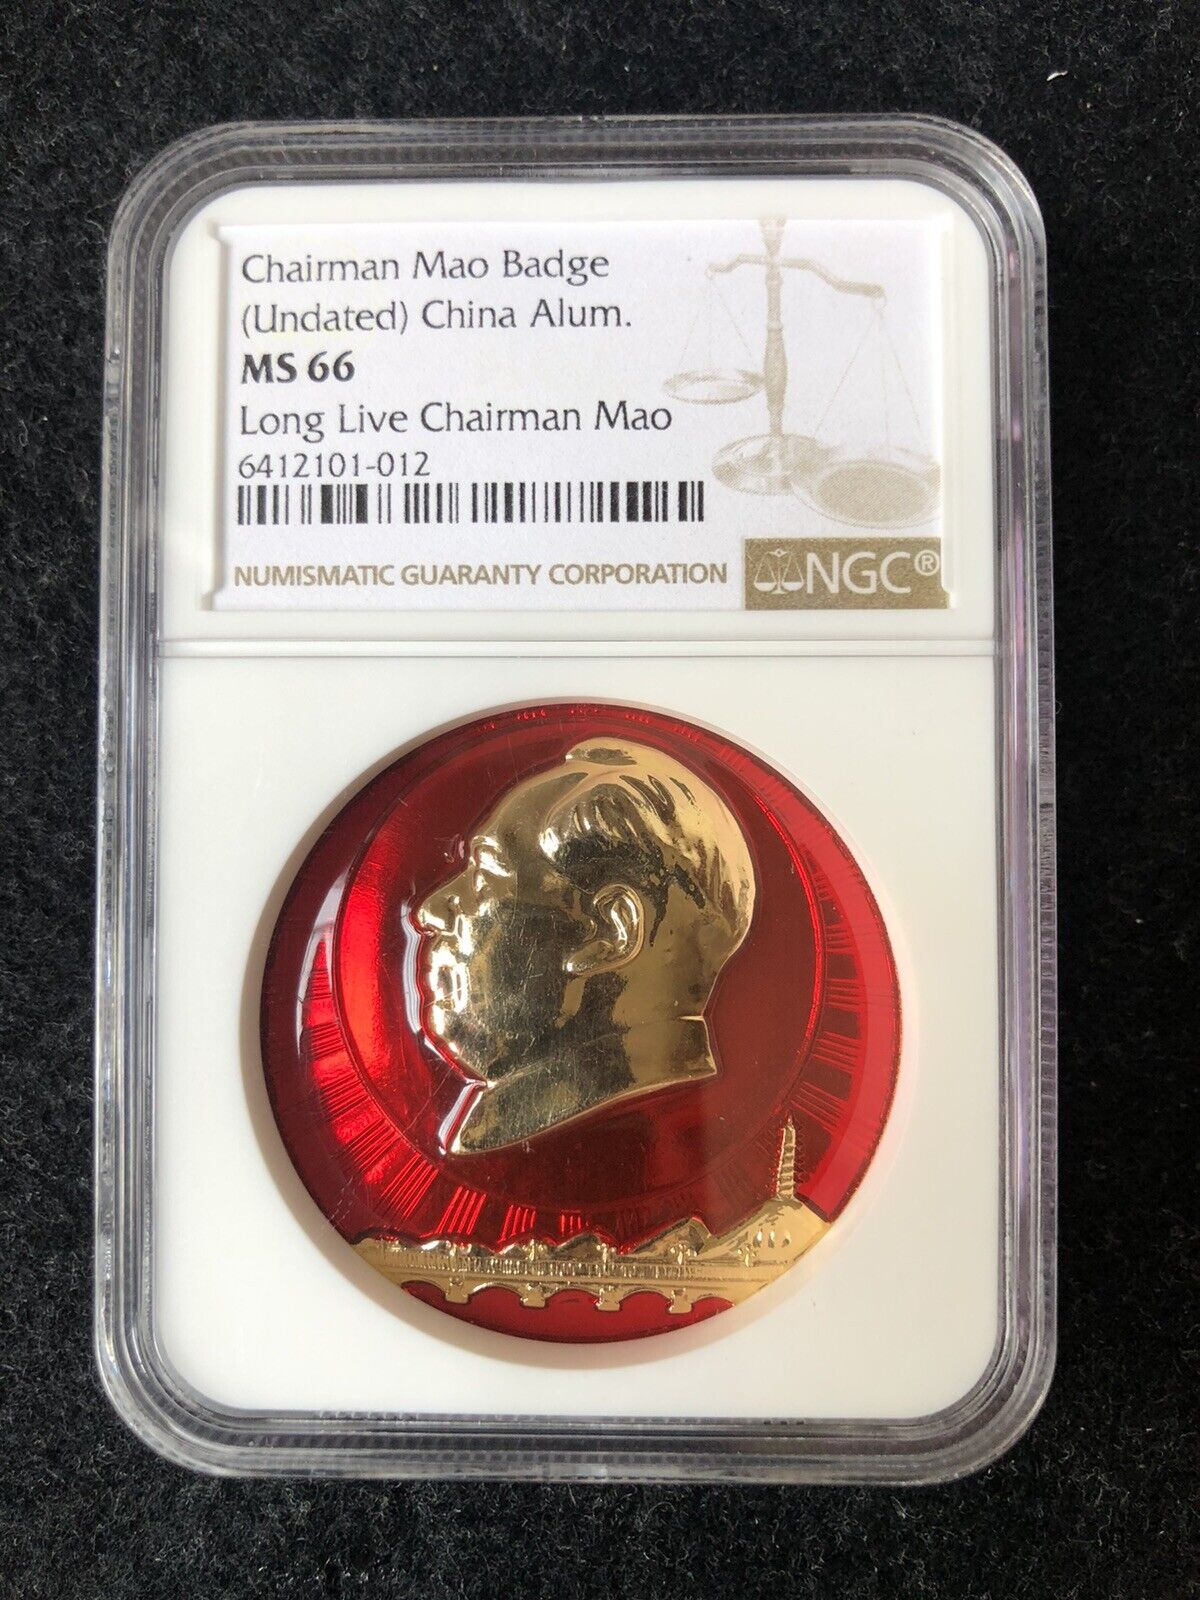 Chairman Mao Badge
(Undated) China Alum.
MS 66
Long Live Chairman Mao
6412101-012
NUMISMATIC GUARANTY CORPORATION
NGC®